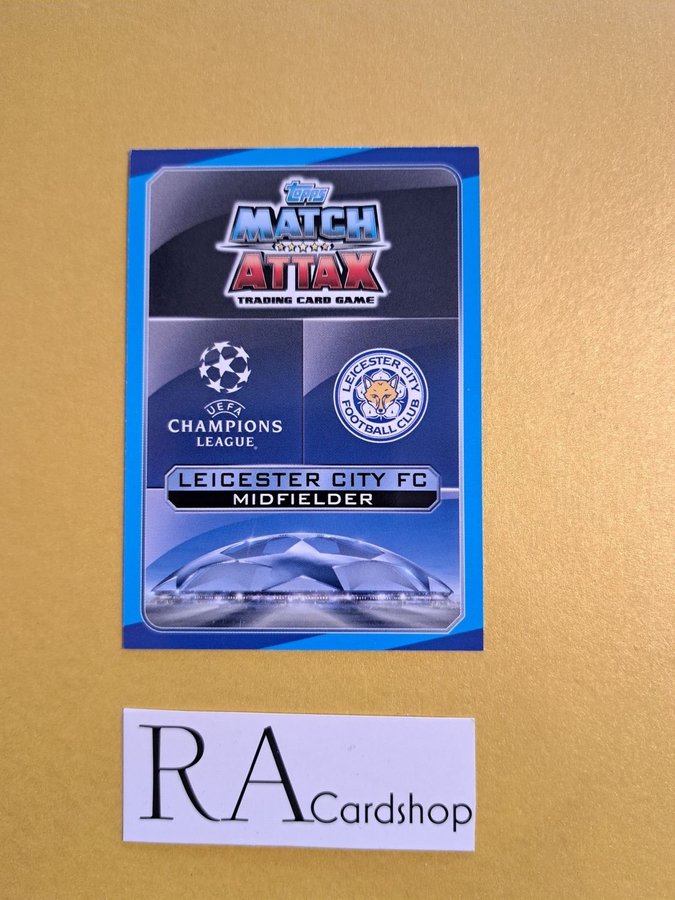 Topps
MATCH
ATTAX
TRADING CARD GAME
UEFA
CHAMPIONS
LEAGUE
LEICESTER CITY
FOOTBALL CLUB
LEICESTER CITY FC
MIDFIELDER
RA Cardshop